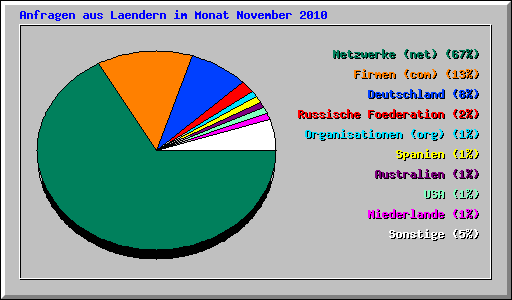 Anfragen aus Laendern im Monat November 2010
Netzwerke (net) (67%)
Firmen (com) (13%)
Deutschland (8%)
Russische Foederation (2%)
Organisationen (org) (1%)
Spanien (1%)
Australien (1%)
USA (1%)
Niederlande (1%)
Sonstige (5%)